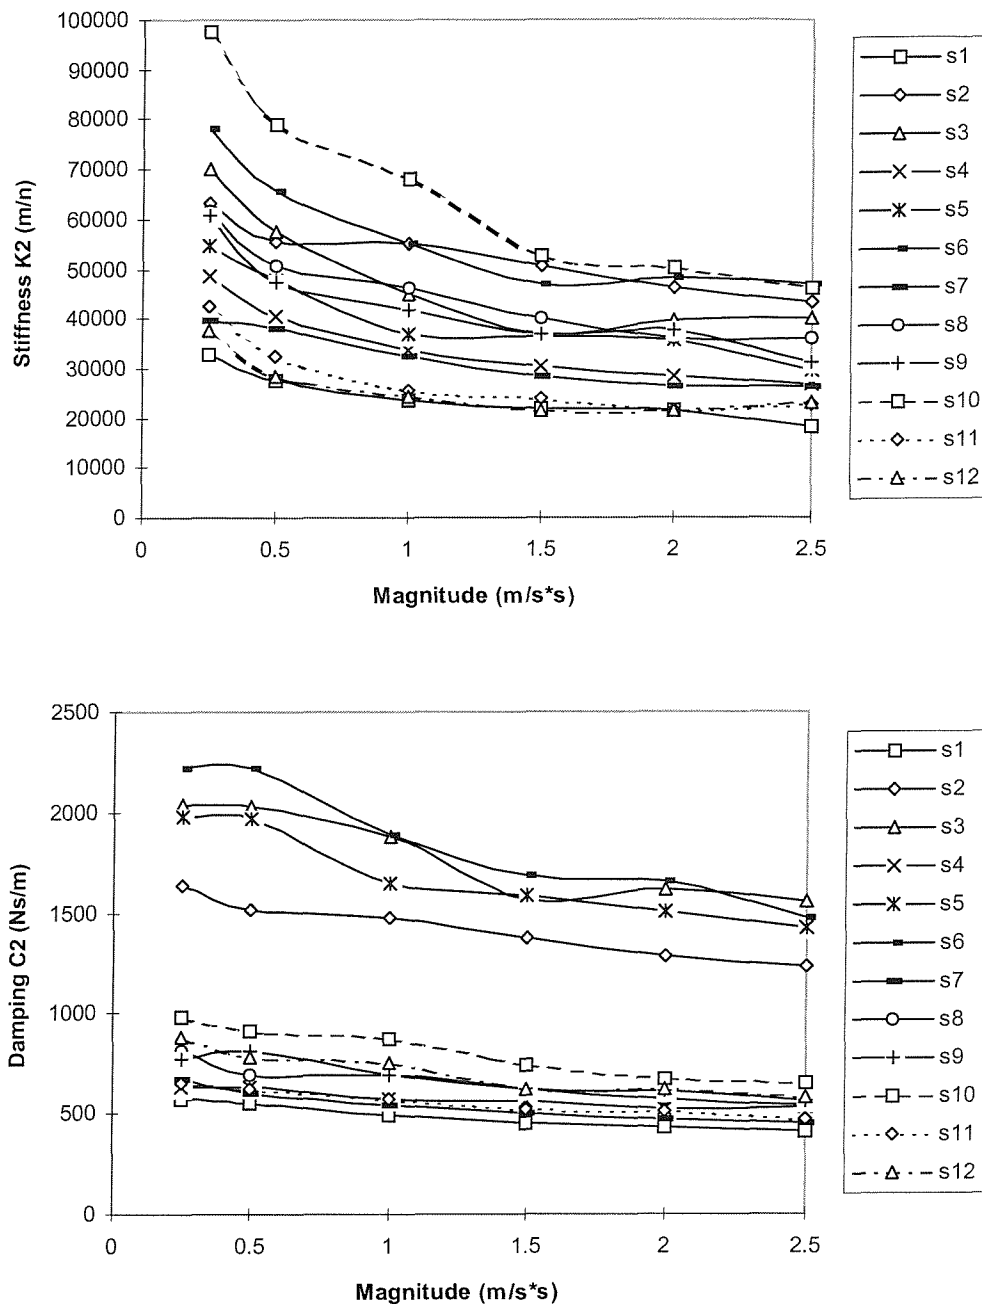 100000
90000
80000
70000
60000
50000
40000
30000
20000
10000
0
Stiffness K2 (m/n)
0 0.5 1 1.5 2 2.5
Magnitude (m/s*s)
s1
s2
s3
s4
s5
s6
s7
s8
s9
s10
s11
s12
2500
2000
1500
1000
500
0
Damping C2 (Ns/m)
0 0.5 1 1.5 2 2.5
Magnitude (m/s*s)
s1
s2
s3
s4
s5
s6
s7
s8
s9
s10
s11
s12